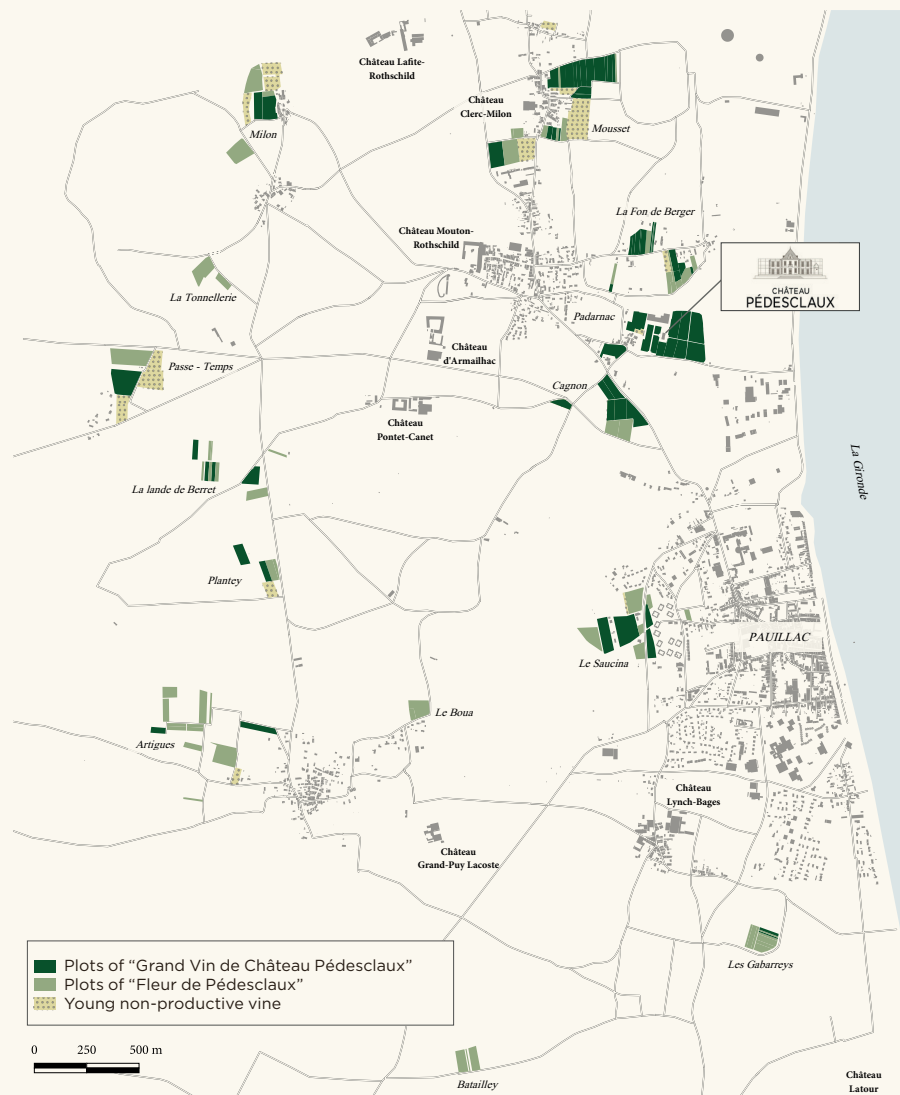 Château Lafite-
Rothschild
Château
Clerc-Milon
Milon
Mousset
La Fon de Berger
Château Mouton-
Rothschild
CHÂTEAU
PÉDESCLAUX
La Tonnellerie
Padarnac
Château
d'Armailhac
Passe - Temps
Cagnon
Château
Pontet-Canet
La Gironde
La lande de Berret
Plantey
PAUILLAC
Le Saucina
Le Boua
Artigues
Château
Lynch-Bages
Château
Grand-Puy Lacoste
Les Gabarreys
Plots of “Grand Vin de Château Pédesclaux”
Plots of “Fleur de Pédesclaux”
Young non-productive vine
0 250 500 m
Batailley
Château
Latour